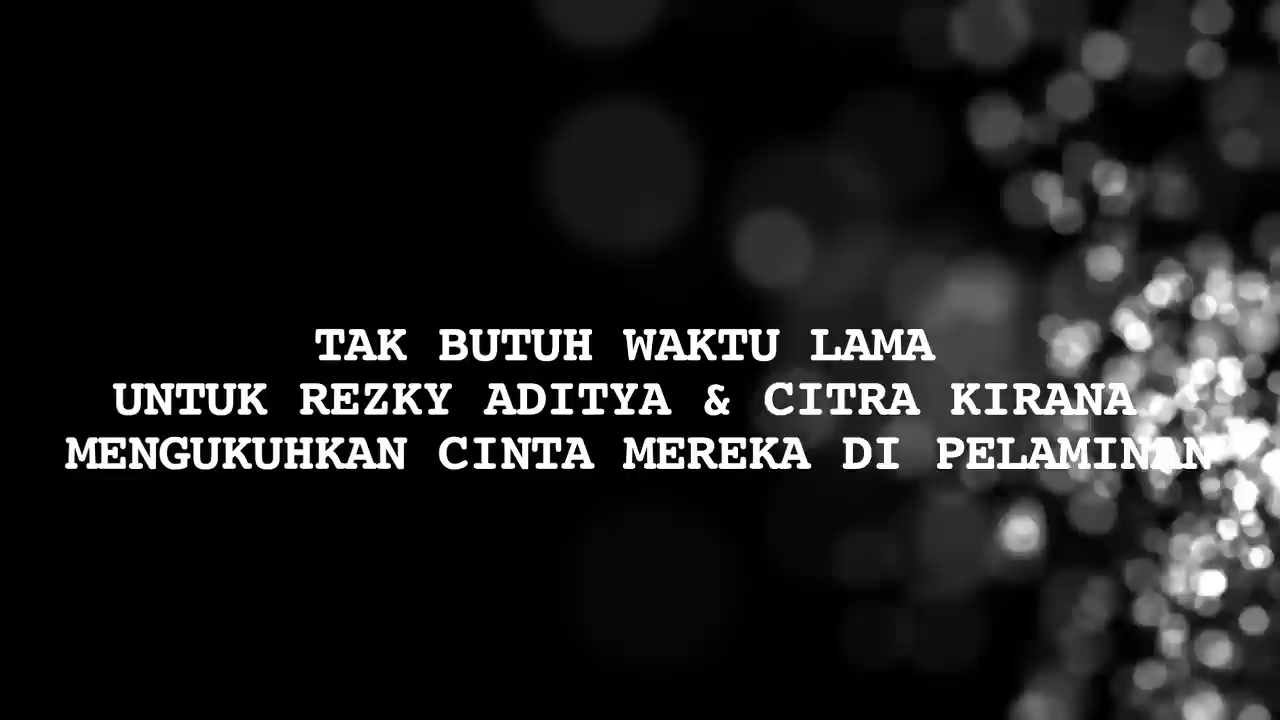 TAK BUTUH WAKTU LAMA
UNTUK REZKY ADITYA & CITRA KIRANA
MENGUKUHKAN CINTA MEREKA DI PELAMINAN